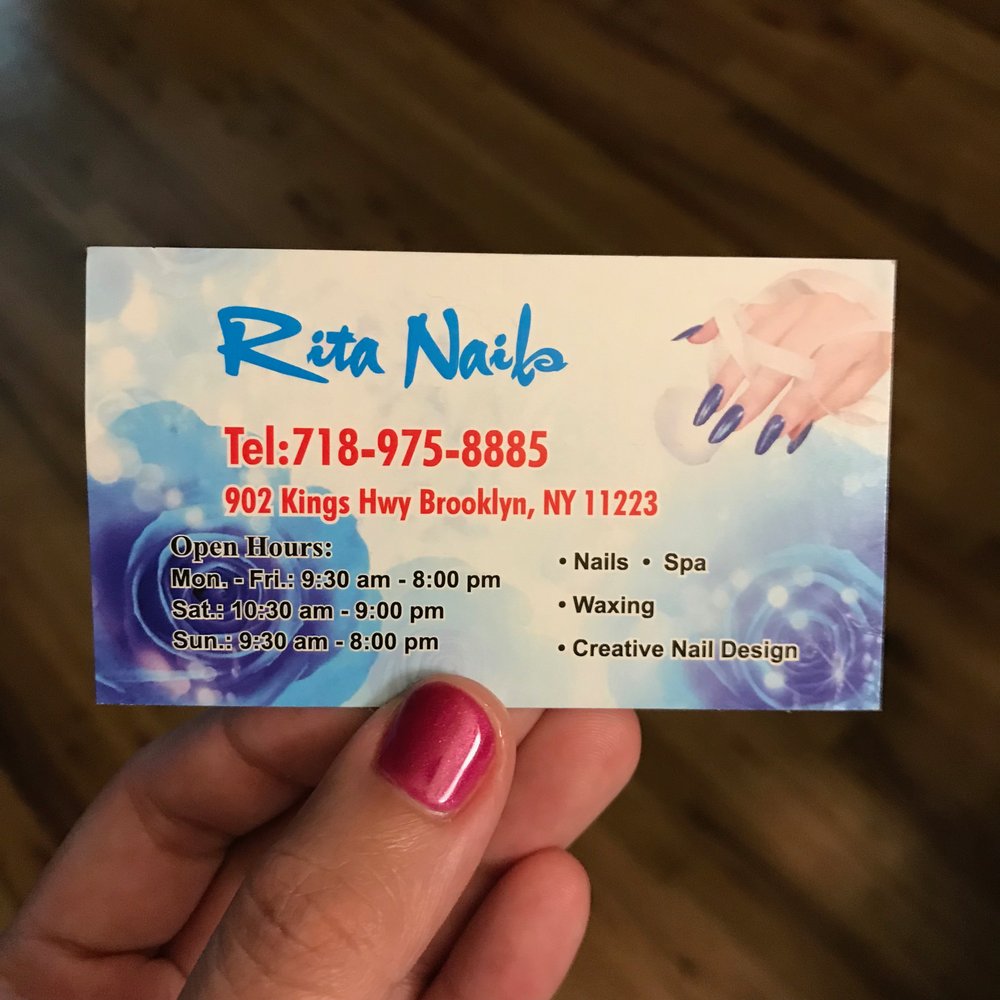 Rita Nails
Tel:718-975-8885
902 Kings Hwy Brooklyn, NY 11223
Open Hours:
Mon. - Fri.: 9:30 am - 8:00 pm
Sat.: 10:30 am - 9:00 pm
Sun.: 9:30 am - 8:00 pm
• Nails • Spa
• Waxing
• Creative Nail Design